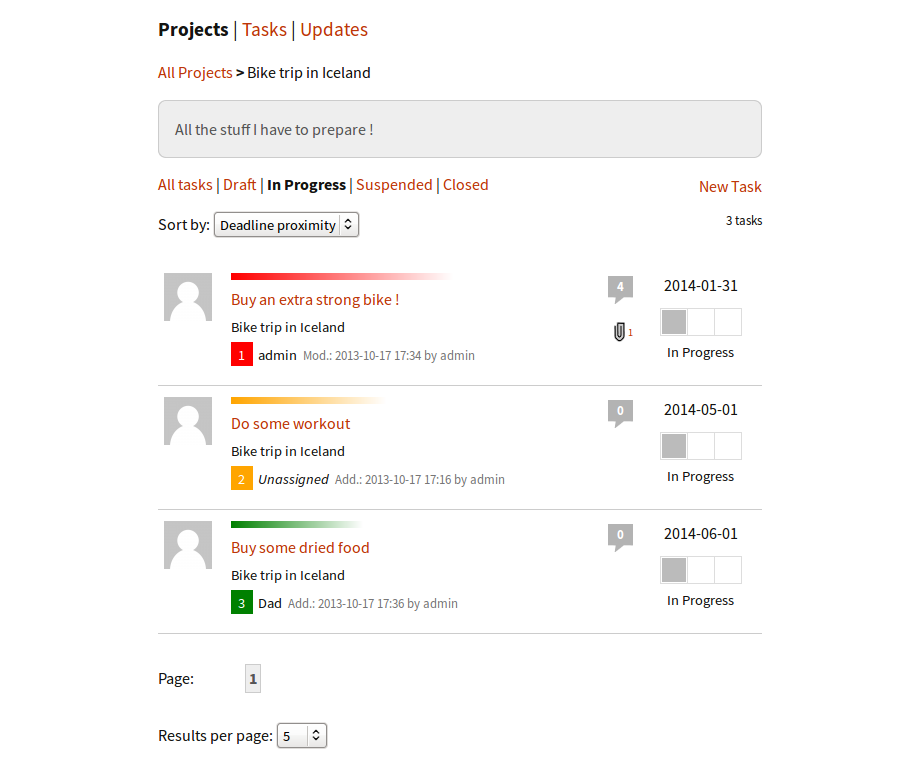 Projects | Tasks | Updates
All Projects > Bike trip in Iceland
All the stuff I have to prepare !
All tasks | Draft | In Progress | Suspended | Closed
New Task
Sort by: Deadline proximity
3 tasks
Buy an extra strong bike !
4
2014-01-31
Bike trip in Iceland
1
1 admin Mod.: 2013-10-17 17:34 by admin
In Progress
Do some workout
0
2014-05-01
Bike trip in Iceland
2 Unassigned Add.: 2013-10-17 17:16 by admin
In Progress
Buy some dried food
0
2014-06-01
Bike trip in Iceland
3 Dad Add.: 2013-10-17 17:36 by admin
In Progress
Page: 1
Results per page: 5